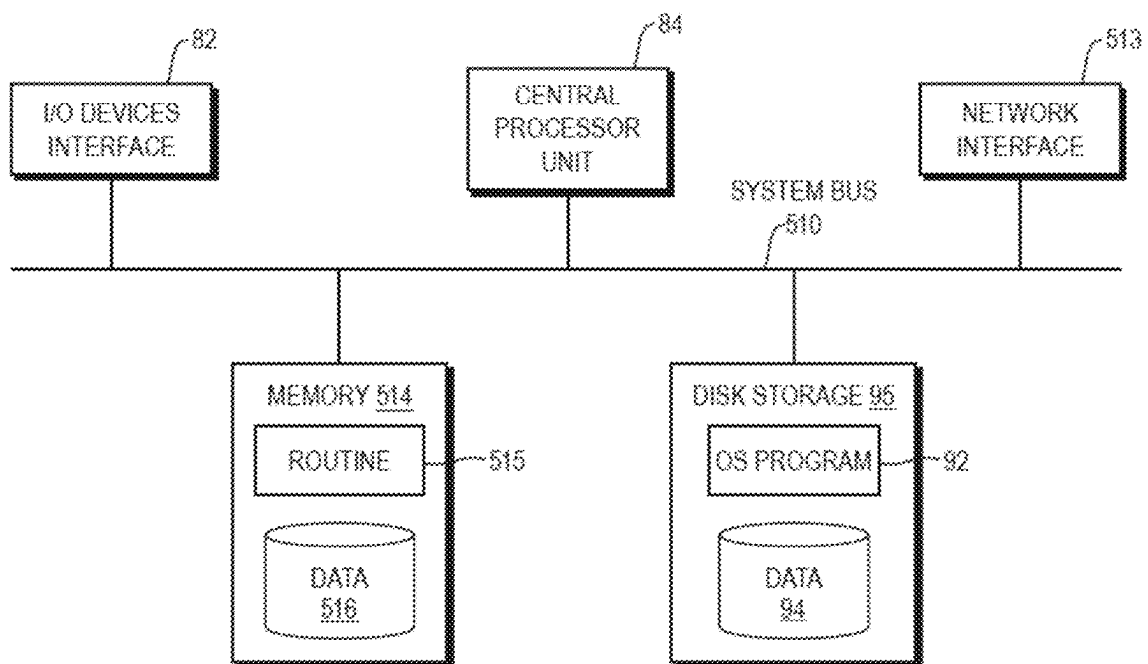 82
I/O DEVICES
INTERFACE
84
CENTRAL
PROCESSOR
UNIT
513
NETWORK
INTERFACE
SYSTEM BUS
510
MEMORY 514
ROUTINE
515
DATA
516
DISK STORAGE 95
OS PROGRAM
92
DATA
94